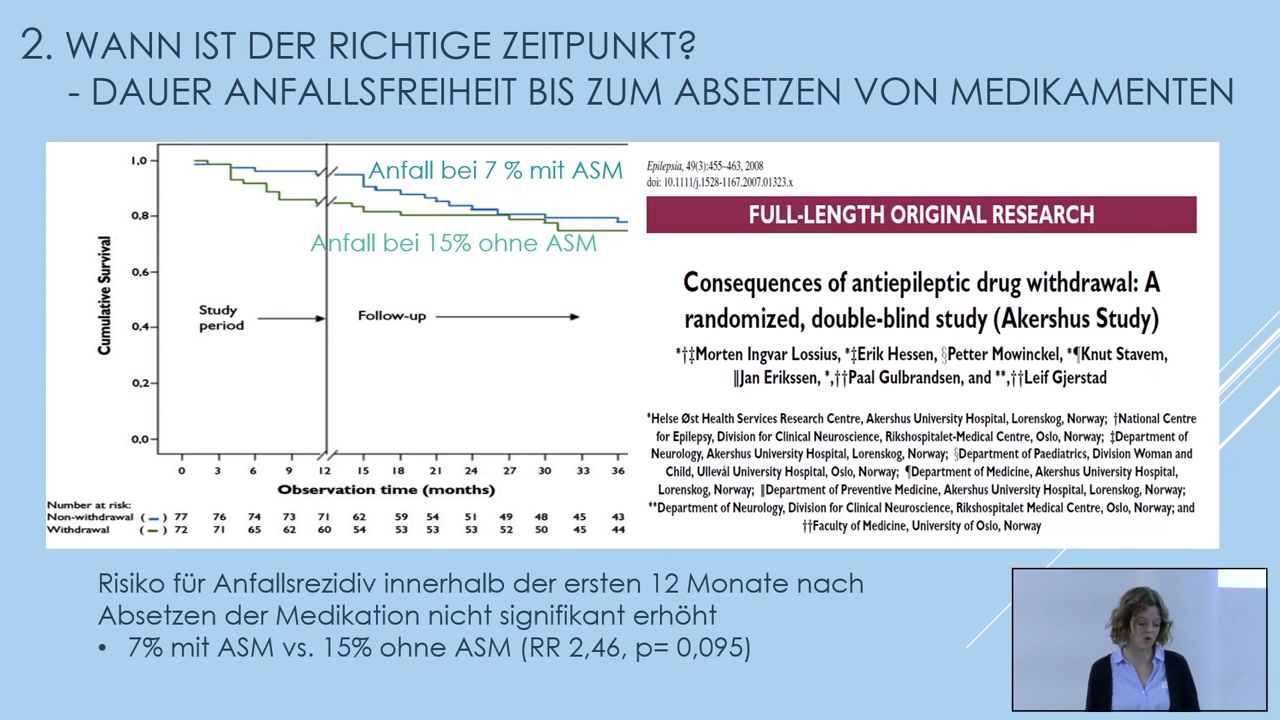 2. WANN IST DER RICHTIGE ZEITPUNKT?
- DAUER ANFALLSFREIHEIT BIS ZUM ABSETZEN VON MEDIKAMENTEN
1,0
0,8
0,6
0,4
0,2
0,0
Cumulative Survival
Anfall bei 7 % mit ASM
Anfall bei 15% ohne ASM
Study
period
Follow-up
0 3 6 9 12 15 18 21 24 27 30 33 36
Observation time (months)
Number at risk:
Non-withdrawal ( – ) 77 76 74 73 71 62 59 54 51 49 48 45 43
Withdrawal ( – ) 72 71 65 62 60 54 53 53 53 52 50 45 44
Epilepsia, 49(3):455–463, 2008
doi: 10.1111/j.1528-1167.2007.01323.x
FULL-LENGTH ORIGINAL RESEARCH
Consequences of antiepileptic drug withdrawal: A
randomized, double-blind study (Akershus Study)
*†‡Morten Ingvar Lossius, *‡Erik Hessen, §Petter Mowinckel, *¶Knut Stavem,
∥Jan Erikssen, *,††Paal Gulbrandsen, and **,††Leif Gjerstad
*Helse Øst Health Services Research Centre, Akershus University Hospital, Lorenskog, Norway; †National Centre
for Epilepsy, Division for Clinical Neuroscience, Rikshospitalet-Medical Centre, Oslo, Norway; ‡Department of
Neurology, Akershus University Hospital, Lorenskog, Norway; §Department of Paediatrics, Division Woman and
Child, Ullevål University Hospital, Oslo, Norway; ¶Department of Medicine, Akershus University Hospital,
Lorenskog, Norway; ∥Department of Preventive Medicine, Akershus University Hospital, Lorenskog, Norway;
**Department of Neurology, Division for Clinical Neuroscience, Rikshospitalet Medical Centre, Oslo, Norway; and
††Faculty of Medicine, University of Oslo, Norway
Risiko für Anfallsrezidiv innerhalb der ersten 12 Monate nach
Absetzen der Medikation nicht signifikant erhöht
• 7% mit ASM vs. 15% ohne ASM (RR 2,46, p= 0,095)